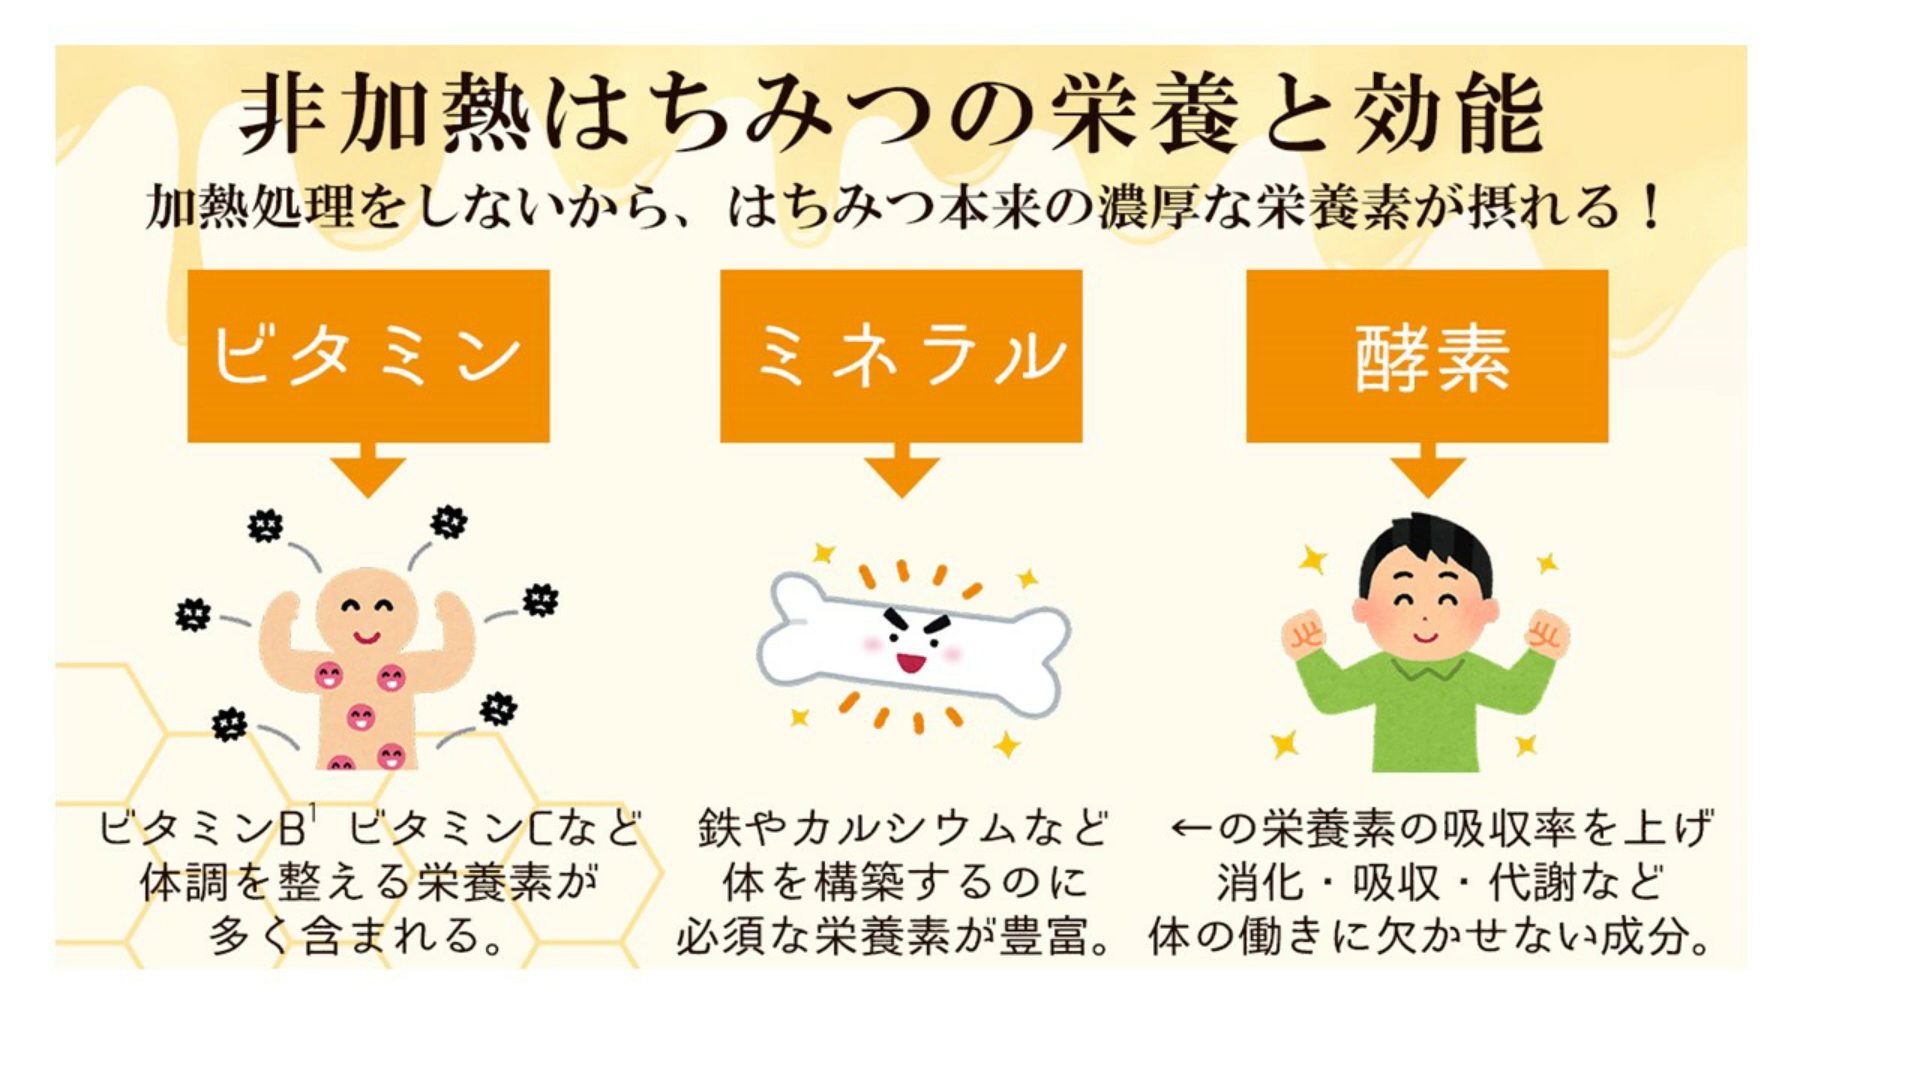 非加熱はちみつの栄養と効能
加熱処理をしないから、はちみつ本来の濃厚な栄養素が摂れる！
ビタミン
ミネラル
酵素
ビタミンB¹ ビタミンCなど
体調を整える栄養素が
多く含まれる。
鉄やカルシウムなど
体を構築するのに
必須な栄養素が豊富。
←の栄養素の吸収率を上げ
消化・吸収・代謝など
体の働きに欠かせない成分。